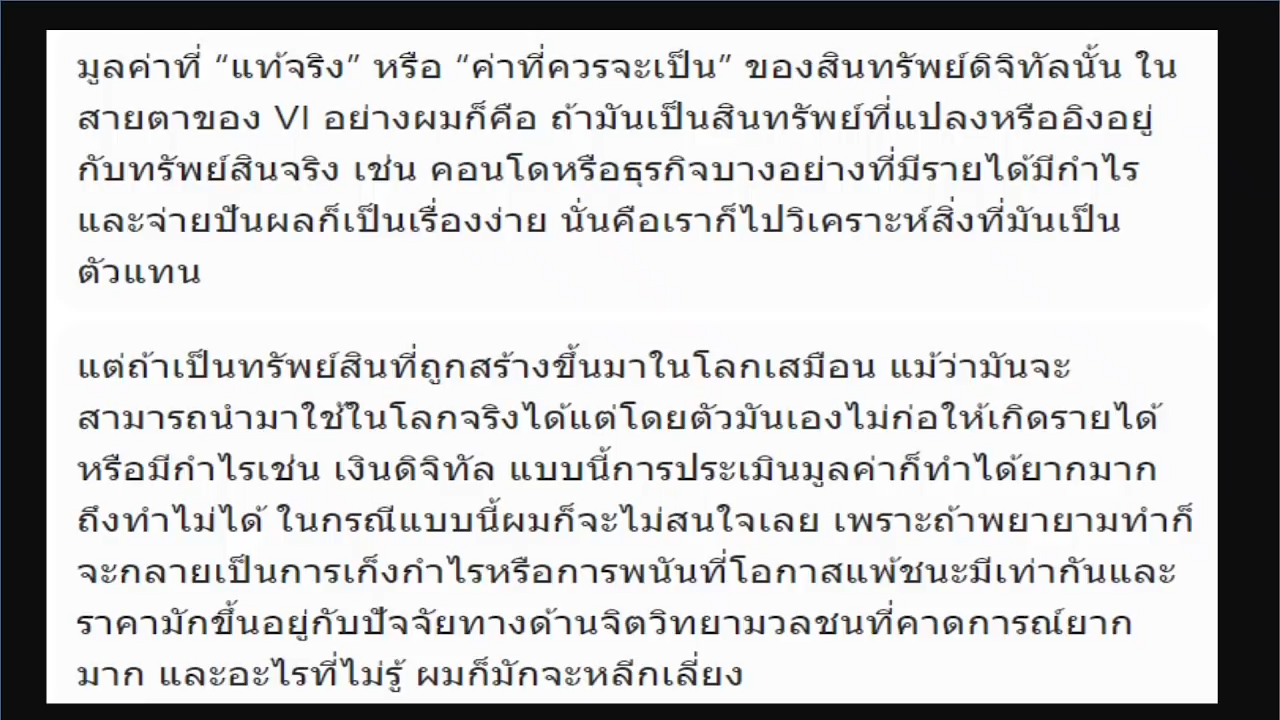 มูลค่าที่ “แท้จริง” หรือ “ค่าที่ควรจะเป็น” ของสินทรัพย์ดิจิทัลนั้น ใน
สายตาของ VI อย่างผมก็คือ ถ้ามันเป็นสินทรัพย์ที่แปลงหรืออิงอยู่
กับทรัพย์สินจริง เช่น คอนโดหรือธุรกิจบางอย่างที่มีรายได้มีกำไร
และจ่ายปันผลก็เป็นเรื่องง่าย นั่นคือเราก็ไปวิเคราะห์สิ่งที่มันเป็น
ตัวแทน
แต่ถ้าเป็นทรัพย์สินที่ถูกสร้างขึ้นมาในโลกเสมือน แม้ว่ามันจะ
สามารถนำมาใช้ในโลกจริงได้แต่โดยตัวมันเองไม่ก่อให้เกิดรายได้
หรือมีกำไรเช่น เงินดิจิทัล แบบนี้การประเมินมูลค่าก็ทำได้ยากมาก
ถึงทำไม่ได้ ในกรณีแบบนี้ผมก็จะไม่สนใจเลย เพราะถ้าพยายามทำก็
จะกลายเป็นการเก็งกำไรหรือการพนันที่โอกาสแพ้ชนะมีเท่ากันและ
ราคามักขึ้นอยู่กับปัจจัยทางด้านจิตวิทยามวลชนที่คาดการณ์ยาก
มาก และอะไรที่ไม่รู้ ผมก็มักจะหลีกเลี่ยง